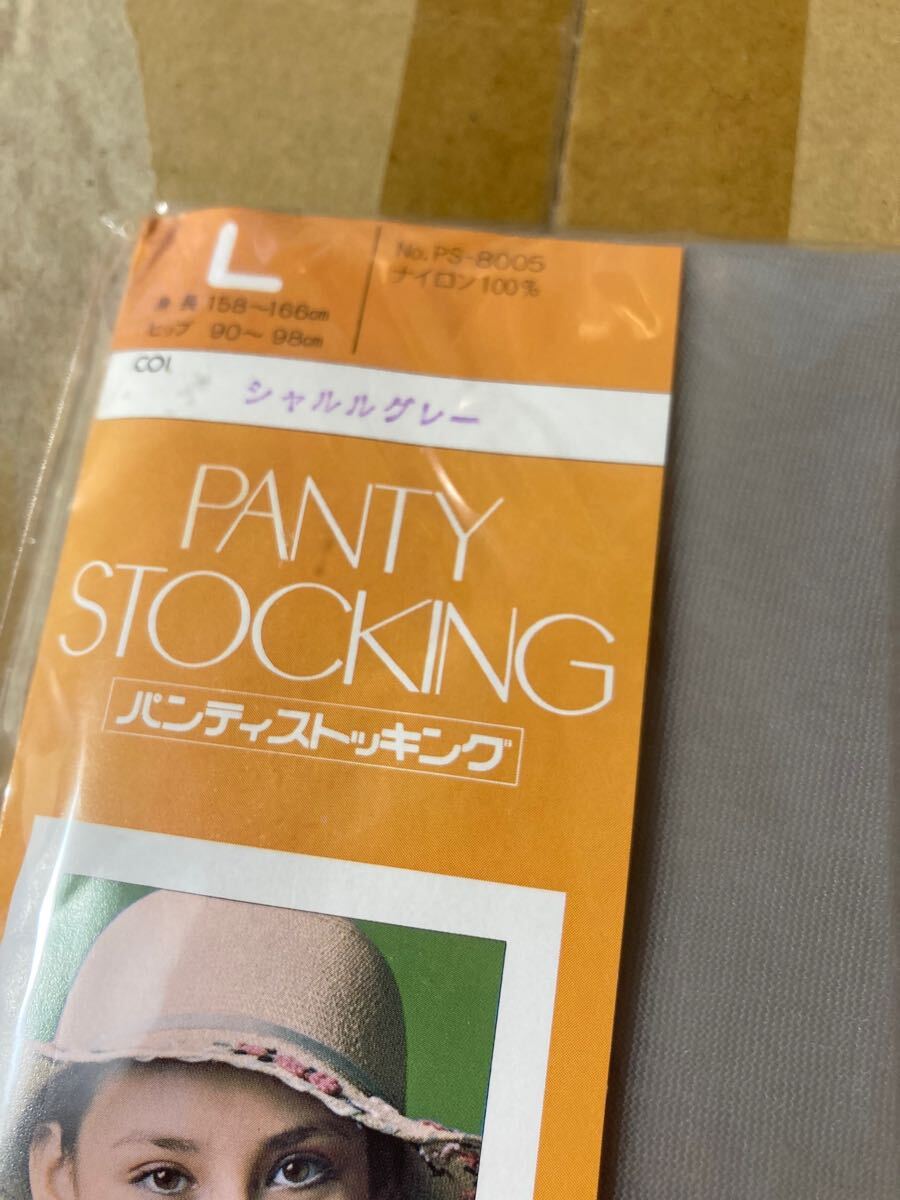 L
身長 158〜166cm
ヒップ 90〜98cm
No.PS-8005
ナイロン100%
COL
シャルルグレー
PANTY
STOCKING
パンティストッキング